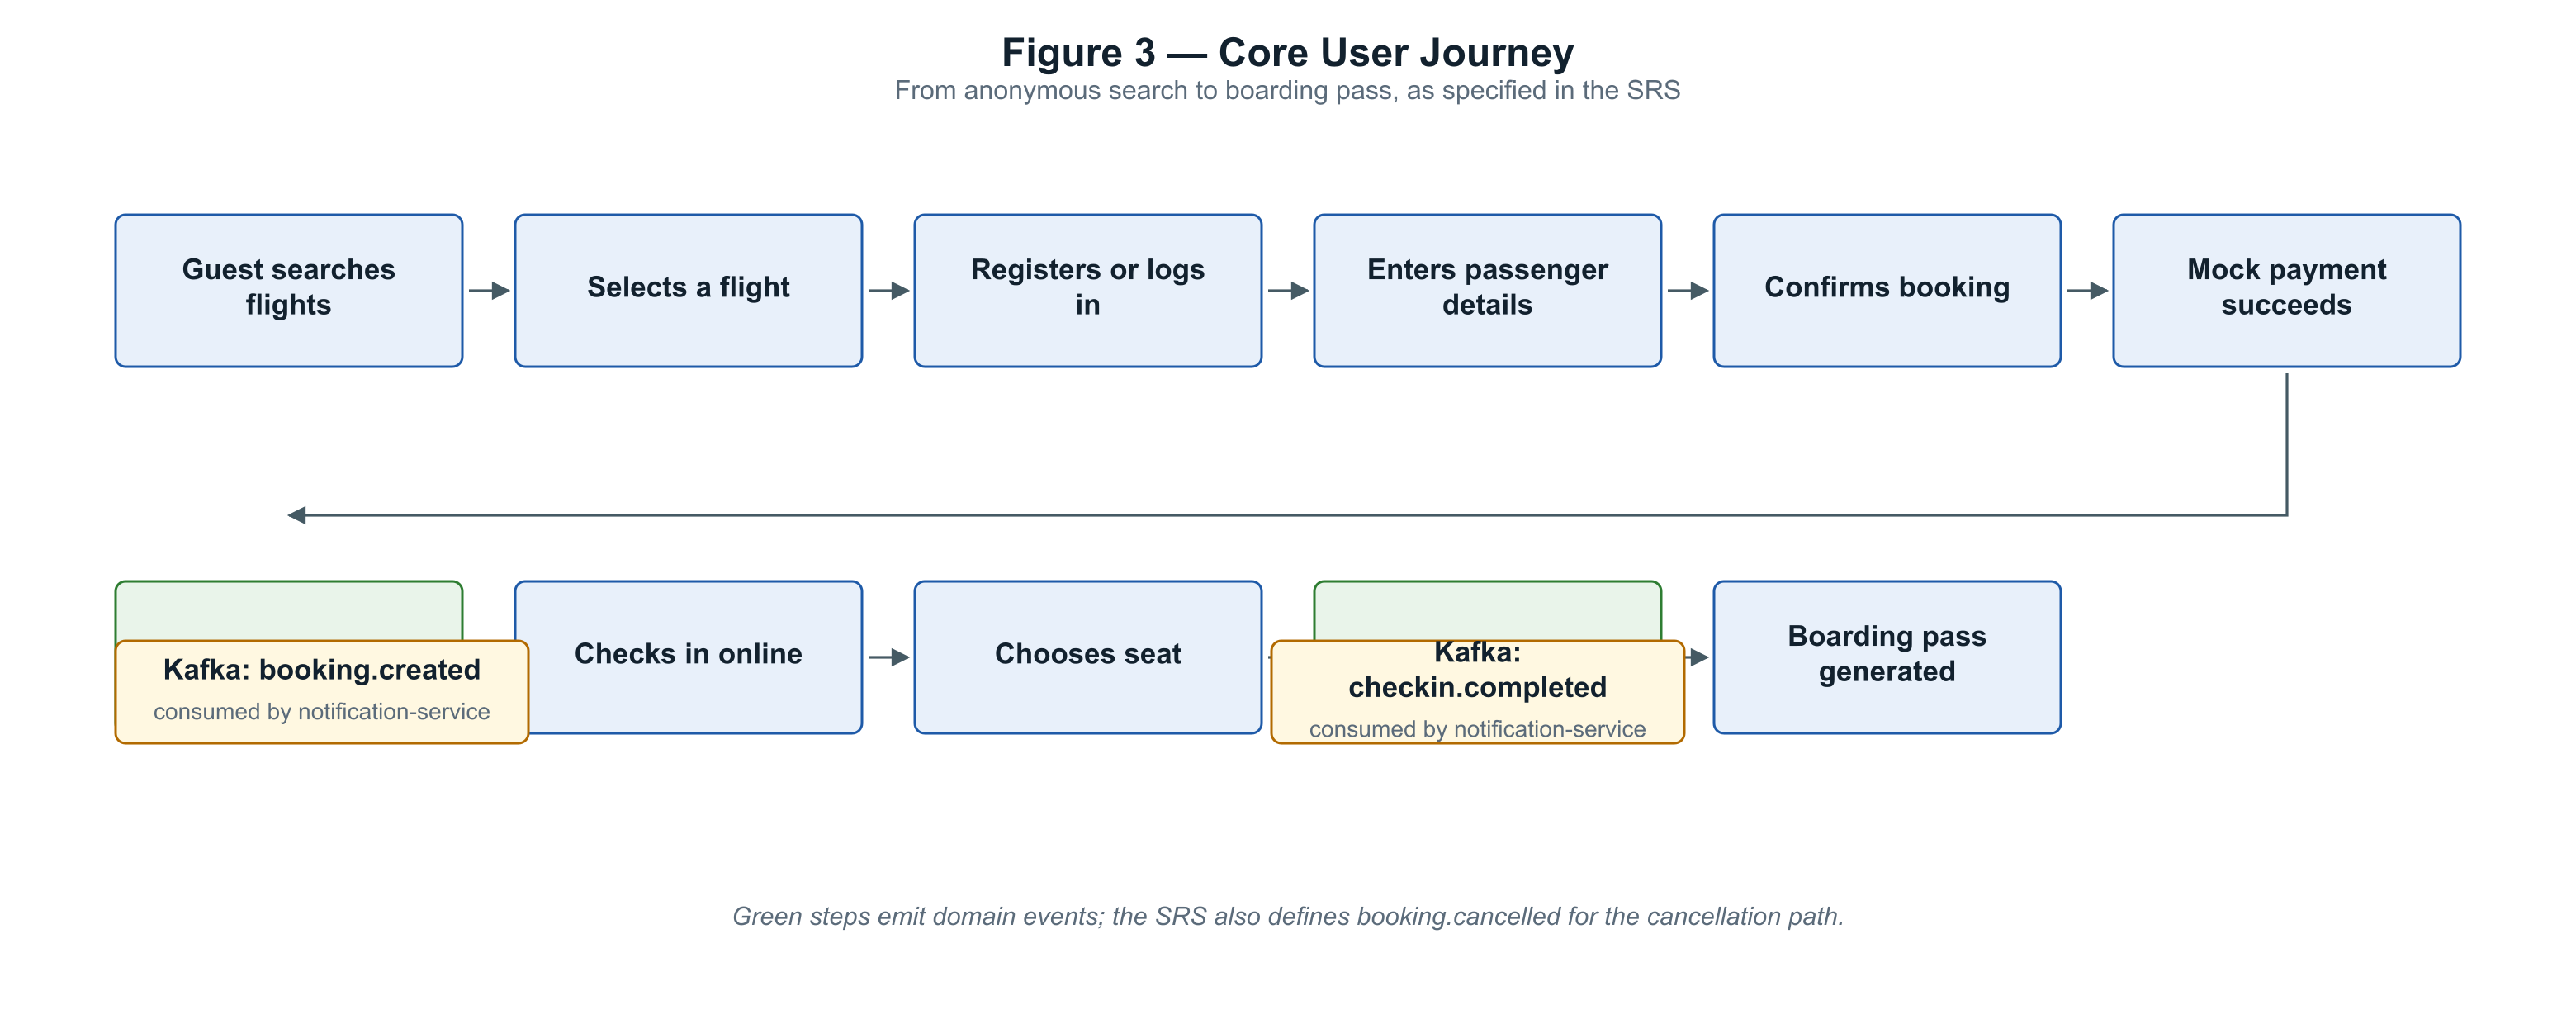 Figure 3 — Core User Journey
From anonymous search to boarding pass, as specified in the SRS
Guest searches
flights
Selects a flight
Registers or logs
in
Enters passenger
details
Confirms booking
Mock payment
succeeds
Kafka: booking.created
consumed by notification-service
Checks in online
Chooses seat
Kafka:
checkin.completed
consumed by notification-service
Boarding pass
generated
Green steps emit domain events; the SRS also defines booking.cancelled for the cancellation path.